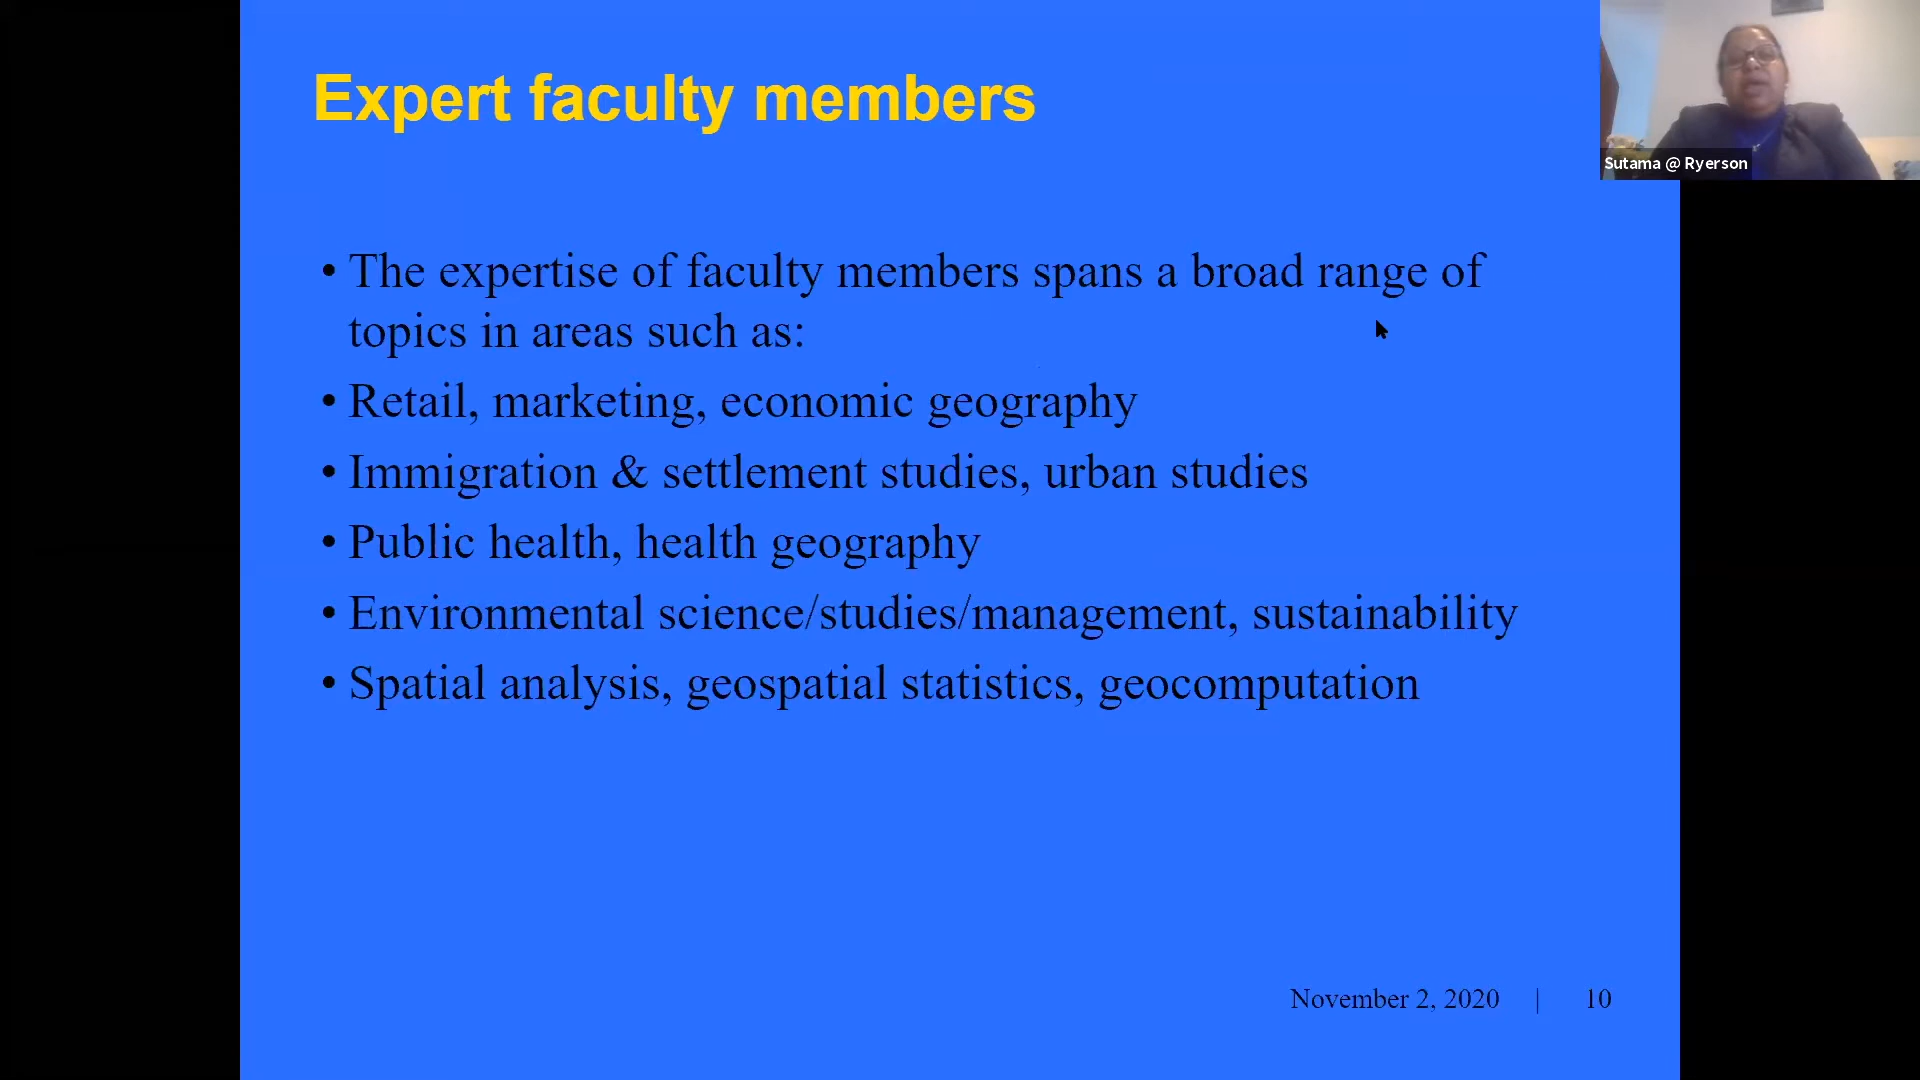 Expert faculty members
Sutama @ Ryerson
• The expertise of faculty members spans a broad range of
topics in areas such as:
• Retail, marketing, economic geography
• Immigration & settlement studies, urban studies
• Public health, health geography
• Environmental science/studies/management, sustainability
• Spatial analysis, geospatial statistics, geocomputation
November 2, 2020 | 10